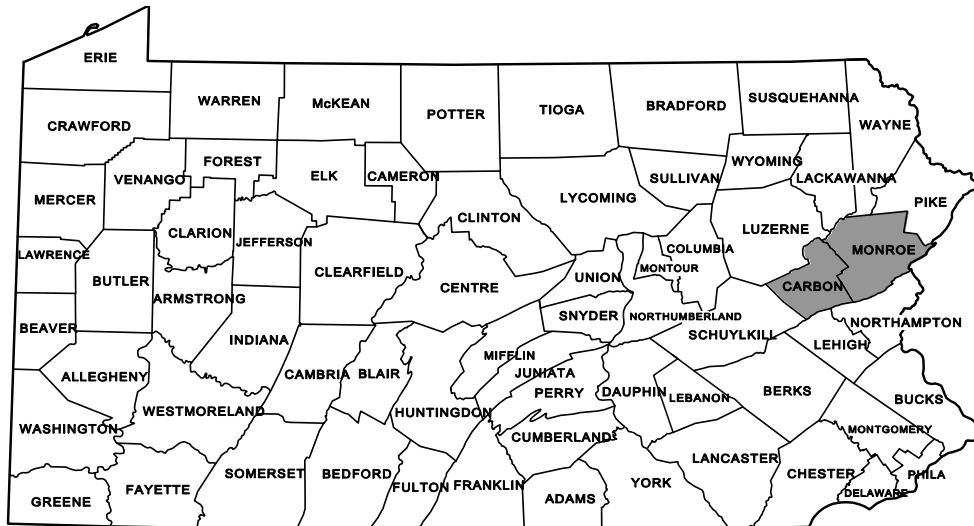 ERIE
WARREN
McKEAN
POTTER
TIOGA
BRADFORD
SUSQUEHANNA
WAYNE
CRAWFORD
FOREST
WYOMING
VENANGO
ELK
CAMERON
SULLIVAN
LACKAWANNA
MERCER
LYCOMING
PIKE
CLINTON
CLARION
JEFFERSON
LUZERNE
COLUMBIA
MONROE
LAWRENCE
CLEARFIELD
MONTOUR
BUTLER
CENTRE
UNION
CARBON
ARMSTRONG
SNYDER
NORTHUMBERLAND
NORTHAMPTON
BEAVER
SCHUYLKILL
INDIANA
LEHIGH
MIFFLIN
ALLEGHENY
CAMBRIA
BLAIR
JUNIATA
PERRY
DAUPHIN
LEBANON
BERKS
BUCKS
WESTMORELAND
HUNTINGDON
WASHINGTON
CUMBERLAND
MONTGOMERY
LANCASTER
SOMERSET
BEDFORD
CHESTER
PHILA
FAYETTE
FULTON
FRANKLIN
YORK
DELAWARE
GREENE
ADAMS